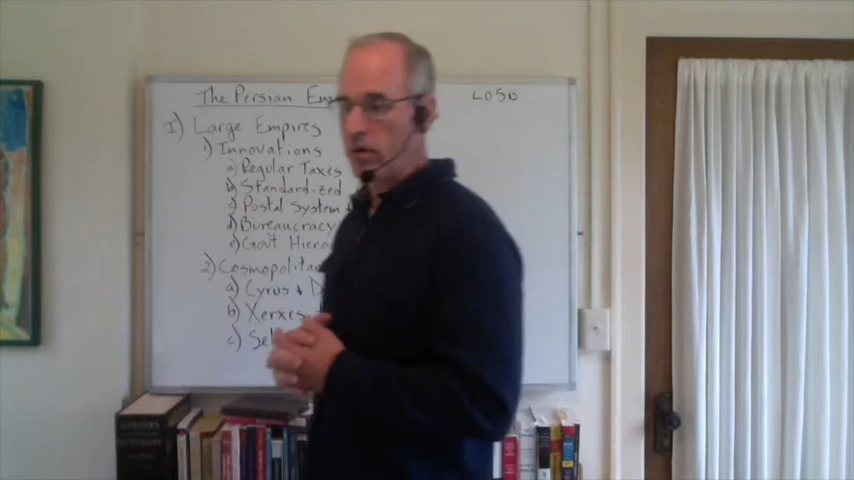 The Persian Em
LOSO
I) Large Empires
1) Innovations
a) Regular Taxes
b) Standardized
c) Postal System
d) Bureaucracy
e) Gov't Hiera
2) Cosmopolita
a) Cyrus & D
b) Xerxes
c) Sel